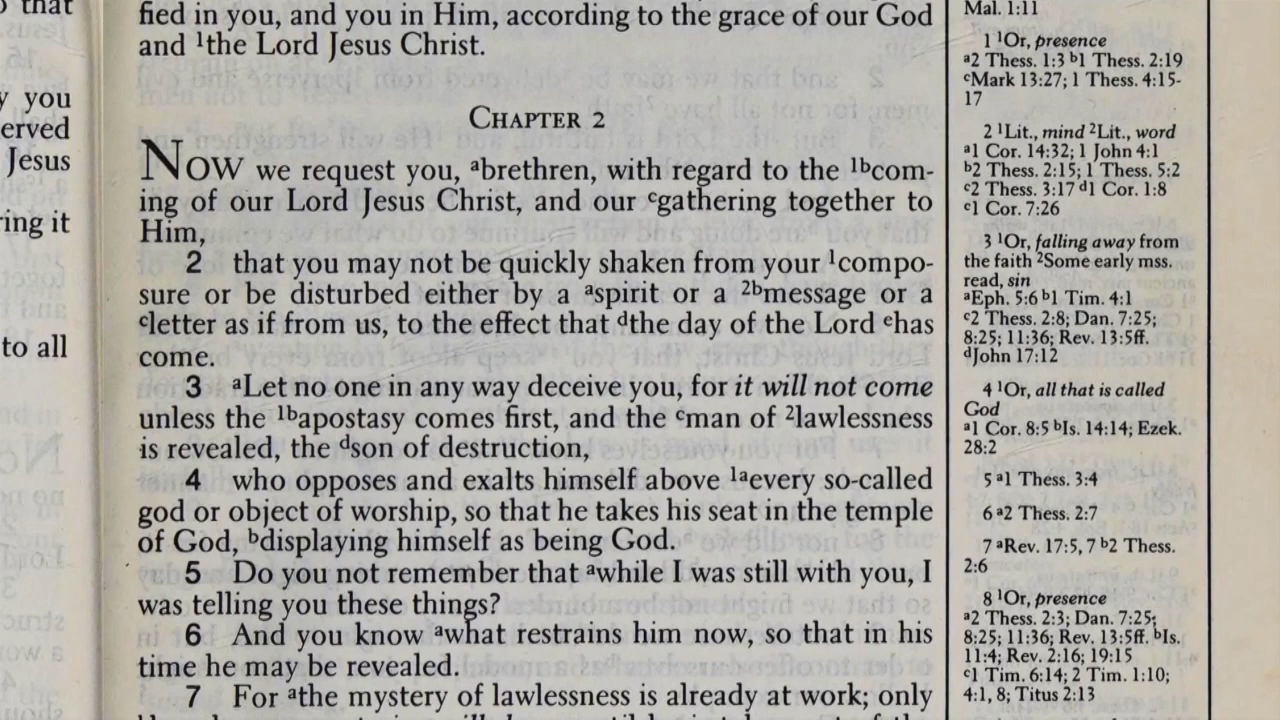 that
y you
erved
Jesus
ring it
to all
fied in you, and you in Him, according to the grace of our God
and ¹the Lord Jesus Christ.
CHAPTER 2
NOW we request you, ᵃbrethren, with regard to the ¹ᵇcom-
ing of our Lord Jesus Christ, and our ᶜgathering together to
Him,
2 that you may not be quickly shaken from your ¹compo-
sure or be disturbed either by a ᵃspirit or a ²ᵇmessage or a
ᶜletter as if from us, to the effect that ᵈthe day of the Lord ᵉhas
come.
3 ᵃLet no one in any way deceive you, for it will not come
unless the ¹ᵇapostasy comes first, and the ᶜman of ²lawlessness
is revealed, the ᵈson of destruction,
4 who opposes and exalts himself above ¹ᵃevery so-called
god or object of worship, so that he takes his seat in the temple
of God, ᵇdisplaying himself as being God.
5 Do you not remember that ᵃwhile I was still with you, I
was telling you these things?
6 And you know ᵃwhat restrains him now, so that in his
time he may be revealed.
7 For ᵃthe mystery of lawlessness is already at work; only
Mal. 1:11
1 ¹Or, presence
ᵃ2 Thess. 1:3 ᵇ1 Thess. 2:19
ᶜMark 13:27; 1 Thess. 4:15-
17
2 ¹Lit., mind ²Lit., word
ᵃ1 Cor. 14:32; 1 John 4:1
ᵇ2 Thess. 2:15; 1 Thess. 5:2
ᶜ2 Thess. 3:17 ᵈ1 Cor. 1:8
ᵉ1 Cor. 7:26
3 ¹Or, falling away from
the faith ²Some early mss.
read, sin
ᵃEph. 5:6 ᵇ1 Tim. 4:1
ᶜ2 Thess. 2:8; Dan. 7:25;
8:25; 11:36; Rev. 13:5ff.
ᵈJohn 17:12
4 ¹Or, all that is called
God
ᵃ1 Cor. 8:5 ᵇIs. 14:14; Ezek.
28:2
5 ᵃ1 Thess. 3:4
6 ᵃ2 Thess. 2:7
7 ᵃRev. 17:5, 7 ᵇ2 Thess.
2:6
8 ¹Or, presence
ᵃ2 Thess. 2:3; Dan. 7:25;
8:25; 11:36; Rev. 13:5ff. ᵇIs.
11:4; Rev. 2:16; 19:15
ᶜ1 Tim. 6:14; 2 Tim. 1:10;
4:1, 8; Titus 2:13